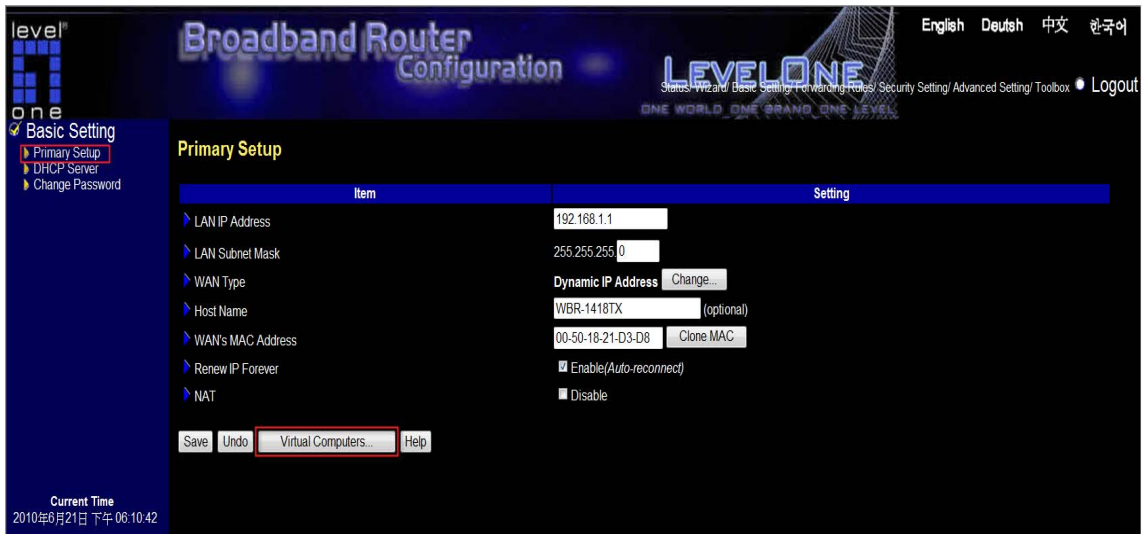 level
one
Broadband Router
Configuration
LEVELONE
ONE WORLD_ONE BRAND_ONE LEVEL
English Deutsh 中文 한국어
Status/ Wizard/ Basic Setting/ Forwarding Rules/ Security Setting/ Advanced Setting/ Toolbox Logout
Basic Setting
Primary Setup
DHCP Server
Change Password
Primary Setup
Item Setting
LAN IP Address 192.168.1.1
LAN Subnet Mask 255.255.255.0
WAN Type Dynamic IP Address Change...
Host Name WBR-1418TX (optional)
WAN's MAC Address 00-50-18-21-D3-D8 Clone MAC
Renew IP Forever Enable(Auto-reconnect)
NAT Disable
Save Undo Virtual Computers... Help
Current Time
2010年6月21日 下午 06:10:42